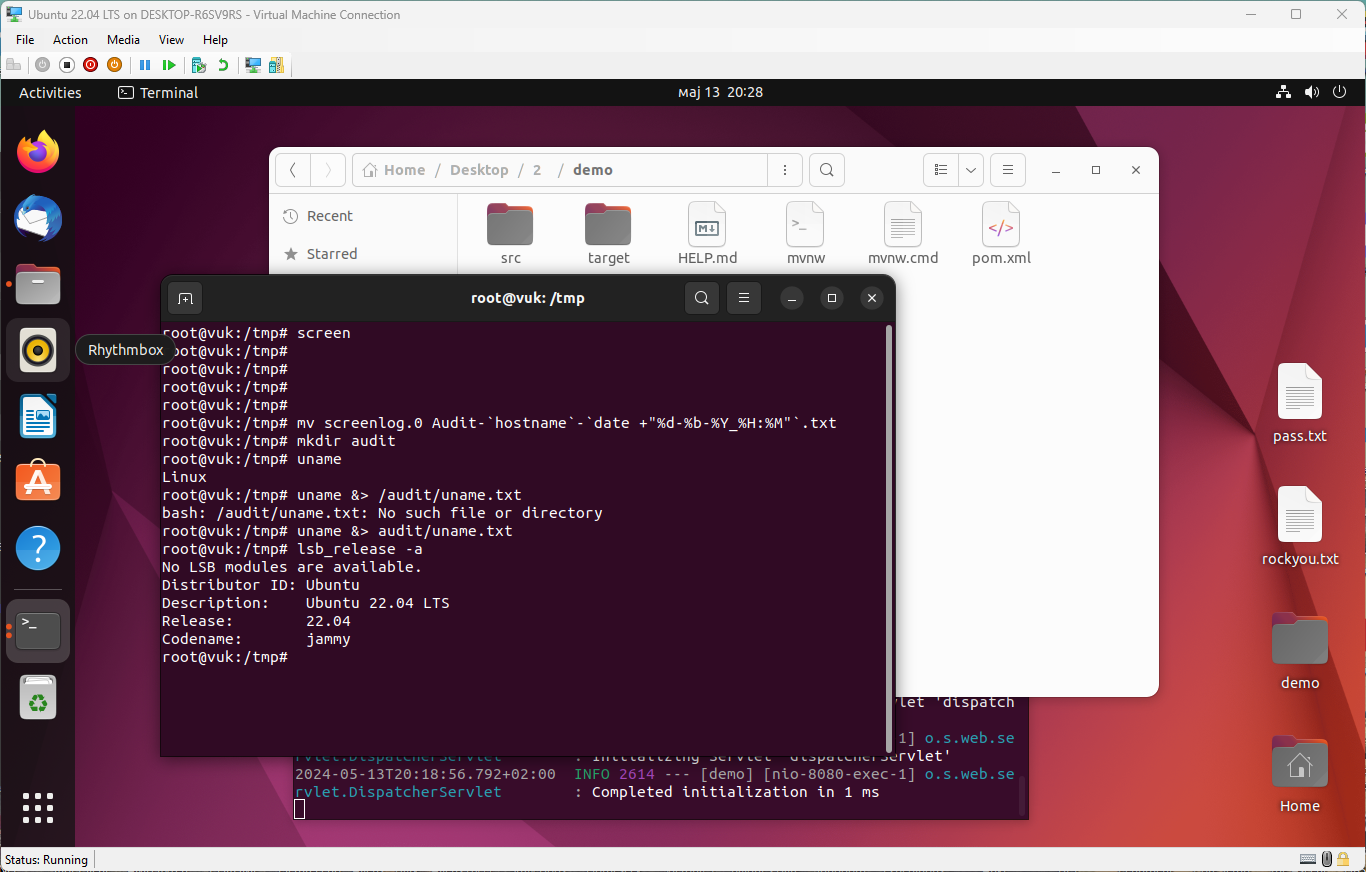 Ubuntu 22.04 LTS on DESKTOP-R6SV9RS - Virtual Machine Connection
File Action Media View Help
Activities Terminal мај 13 20:28
Home / Desktop / 2 / demo
Recent
Starred
src target HELP.md mvnw mvnw.cmd pom.xml
root@vuk: /tmp
root@vuk:/tmp# screen
root@vuk:/tmp#
root@vuk:/tmp#
root@vuk:/tmp#
root@vuk:/tmp#
root@vuk:/tmp# mv screenlog.0 Audit-`hostname`-`date +"%d-%b-%Y_%H:%M"`.txt
root@vuk:/tmp# mkdir audit
root@vuk:/tmp# uname
Linux
root@vuk:/tmp# uname &> /audit/uname.txt
bash: /audit/uname.txt: No such file or directory
root@vuk:/tmp# uname &> audit/uname.txt
root@vuk:/tmp# lsb_release -a
No LSB modules are available.
Distributor ID: Ubuntu
Description: Ubuntu 22.04 LTS
Release: 22.04
Codename: jammy
root@vuk:/tmp#
Rhythmbox
vlet 'dispatch
1] o.s.web.se
rvlet.DispatcherServlet : Initializing Servlet 'dispatcherServlet'
2024-05-13T20:18:56.792+02:00 INFO 2614 --- [demo] [nio-8080-exec-1] o.s.web.se
rvlet.DispatcherServlet : Completed initialization in 1 ms
pass.txt
rockyou.txt
demo
Home
Status: Running